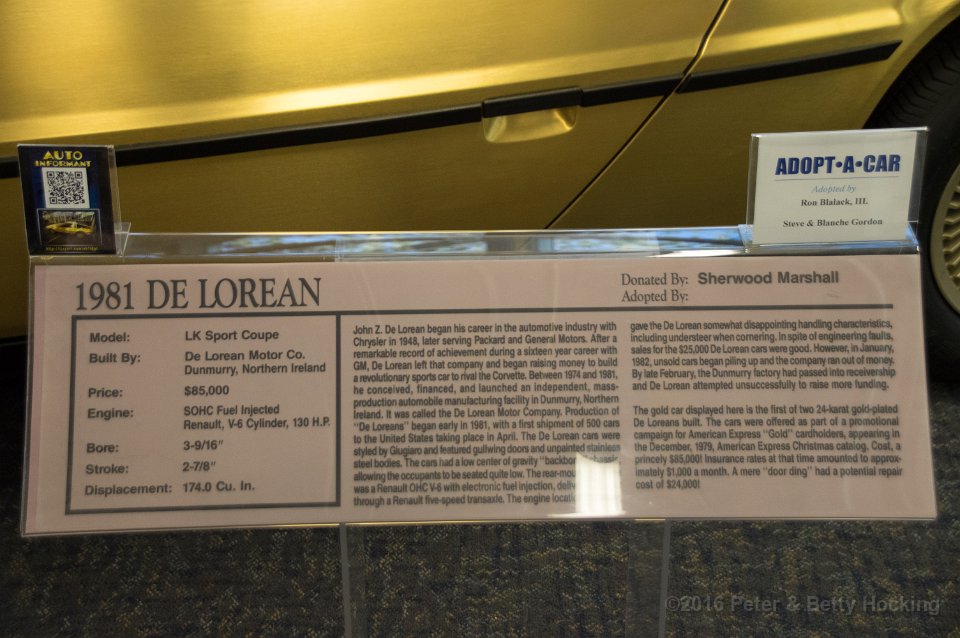 AUTO
INFORMANT
ADOPT•A•CAR
Adopted by
Ron Blalack, III.
Steve & Blanche Gordon
1981 DE LOREAN
Donated By: Sherwood Marshall
Adopted By:
Model: LK Sport Coupe
Built By: De Lorean Motor Co.
Dunmurry, Northern Ireland
Price: $85,000
Engine: SOHC Fuel Injected
Renault, V-6 Cylinder, 130 H.P.
Bore: 3-9/16"
Stroke: 2-7/8"
Displacement: 174.0 Cu. In.
John Z. De Lorean began his career in the automotive industry with
Chrysler in 1948, later serving Packard and General Motors. After a
remarkable record of achievement during a sixteen year career with
GM, De Lorean left that company and began raising money to build
a revolutionary sports car to rival the Corvette. Between 1974 and 1981,
he conceived, financed, and launched an independent, mass-
production automobile manufacturing facility in Dunmurry, Northern
Ireland. It was called the De Lorean Motor Company. Production of
"De Loreans" began early in 1981, with a first shipment of 500 cars
to the United States taking place in April. The De Lorean cars were
styled by Giugiaro and featured gullwing doors and unpainted stainless
steel bodies. The cars had a low center of gravity "backbone"
allowing the occupants to be seated quite low. The
was a Renault OHC V-6 with electronic fuel injection,
through a Renault five-speed transaxle. The engine
gave the De Lorean somewhat disappointing handling characteristics,
including understeer when cornering. In spite of engineering faults,
sales for the $25,000 De Lorean cars were good. However, in January,
1982, unsold cars began piling up and the company ran out of money.
By late February, the Dunmurry factory had passed into receivership
and De Lorean attempted unsuccessfully to raise more funding.
The gold car displayed here is the first of two 24-karat gold-plated
De Loreans built. The cars were offered as part of a promotional
campaign for American Express "Gold" cardholders, appearing in
the December, 1979, American Express Christmas catalog. Cost, a
princely $85,000! Insurance rates at that time amounted to approx-
imately $1,000 a month. A mere "door ding" had a potential repair
cost of $24,000!
©2016 Peter & Betty Hocking